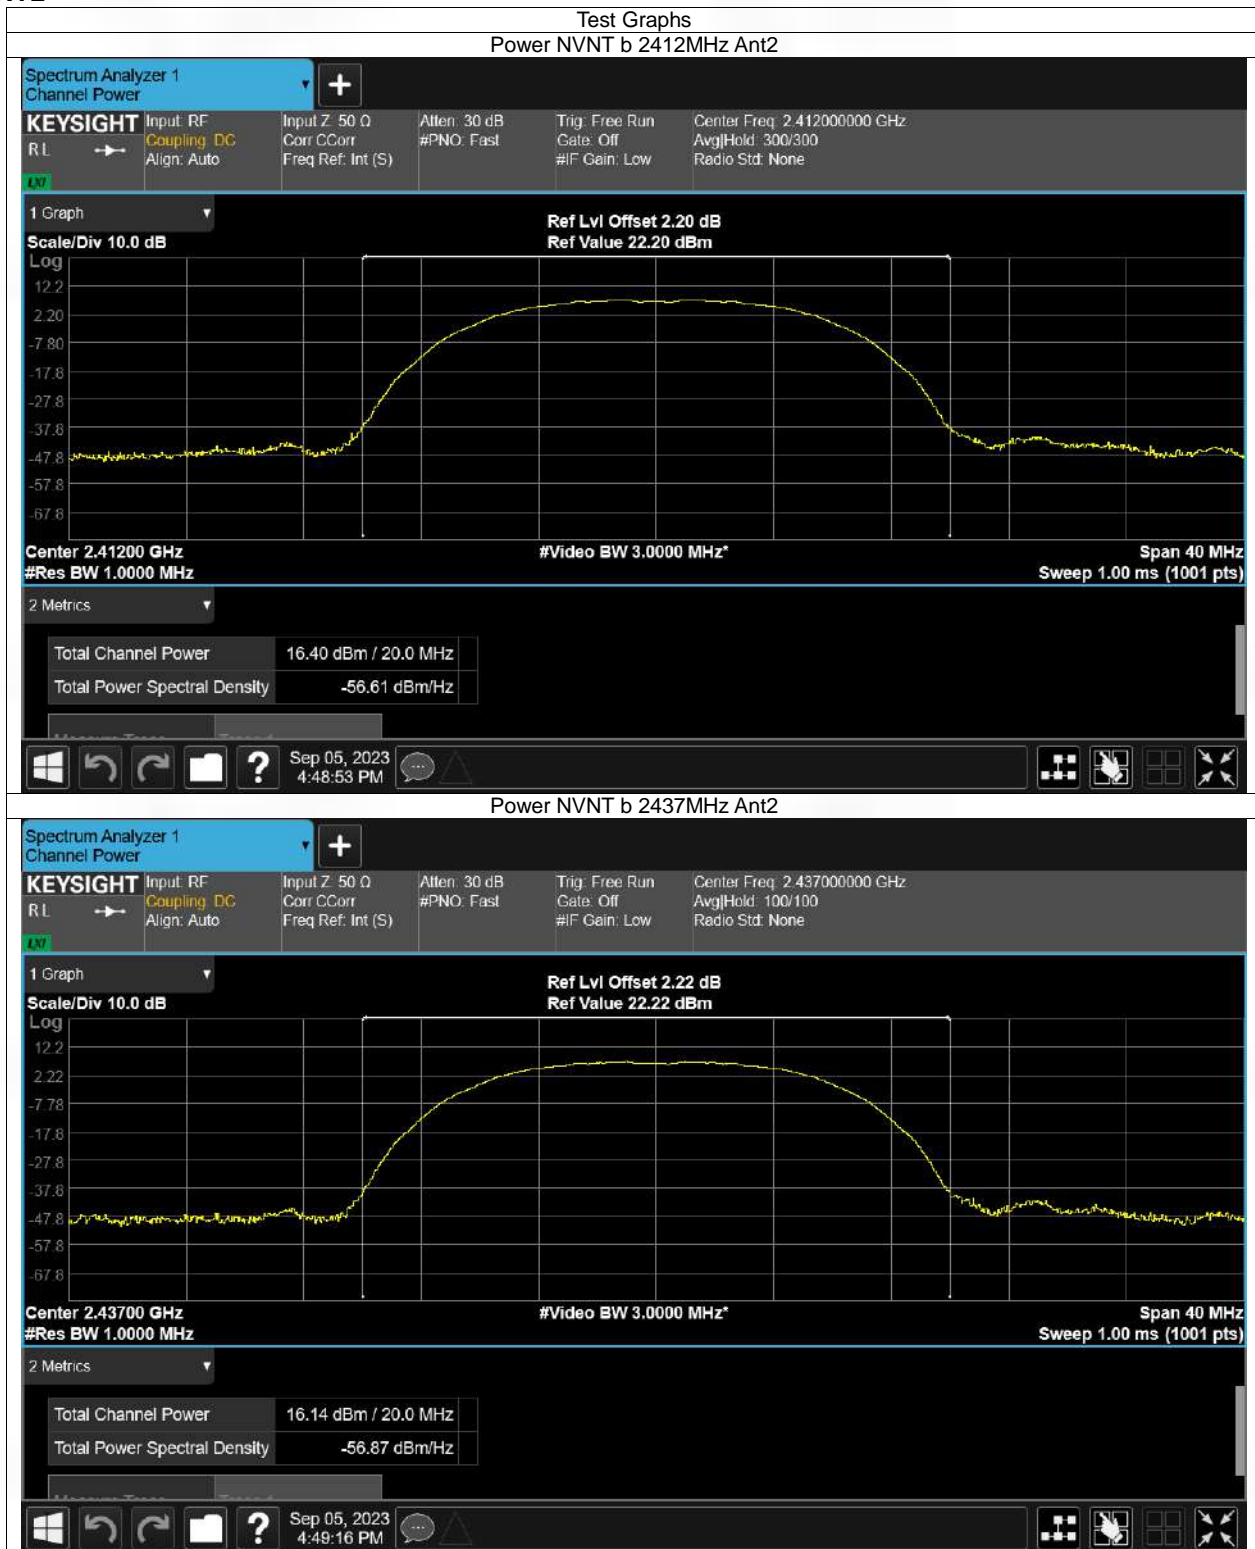 Test Graphs
Power NVNT b 2412MHz Ant2
Spectrum Analyzer 1
Channel Power
KEYSIGHT
RL
LXI
Input: RF
Coupling: DC
Align: Auto
Input Z: 50 Ω
Corr CCorr
Freq Ref: Int (S)
Atten: 30 dB
#PNO: Fast
Trig: Free Run
Gate: Off
#IF Gain: Low
Center Freq: 2.412000000 GHz
Avg|Hold: 300/300
Radio Std: None
1 Graph
Scale/Div 10.0 dB
Ref Lvl Offset 2.20 dB
Ref Value 22.20 dBm
Log
12.2
2.20
-7.80
-17.8
-27.8
-37.8
-47.8
-57.8
-67.8
Center 2.41200 GHz
#Res BW 1.0000 MHz
#Video BW 3.0000 MHz*
Span 40 MHz
Sweep 1.00 ms (1001 pts)
2 Metrics
Total Channel Power 16.40 dBm / 20.0 MHz
Total Power Spectral Density -56.61 dBm/Hz
?
Sep 05, 2023
4:48:53 PM
Power NVNT b 2437MHz Ant2
Spectrum Analyzer 1
Channel Power
KEYSIGHT
RL
LXI
Input: RF
Coupling: DC
Align: Auto
Input Z: 50 Ω
Corr CCorr
Freq Ref: Int (S)
Atten: 30 dB
#PNO: Fast
Trig: Free Run
Gate: Off
#IF Gain: Low
Center Freq: 2.437000000 GHz
Avg|Hold: 100/100
Radio Std: None
1 Graph
Scale/Div 10.0 dB
Ref Lvl Offset 2.22 dB
Ref Value 22.22 dBm
Log
12.2
2.22
-7.78
-17.8
-27.8
-37.8
-47.8
-57.8
-67.8
Center 2.43700 GHz
#Res BW 1.0000 MHz
#Video BW 3.0000 MHz*
Span 40 MHz
Sweep 1.00 ms (1001 pts)
2 Metrics
Total Channel Power 16.14 dBm / 20.0 MHz
Total Power Spectral Density -56.87 dBm/Hz
?
Sep 05, 2023
4:49:16 PM